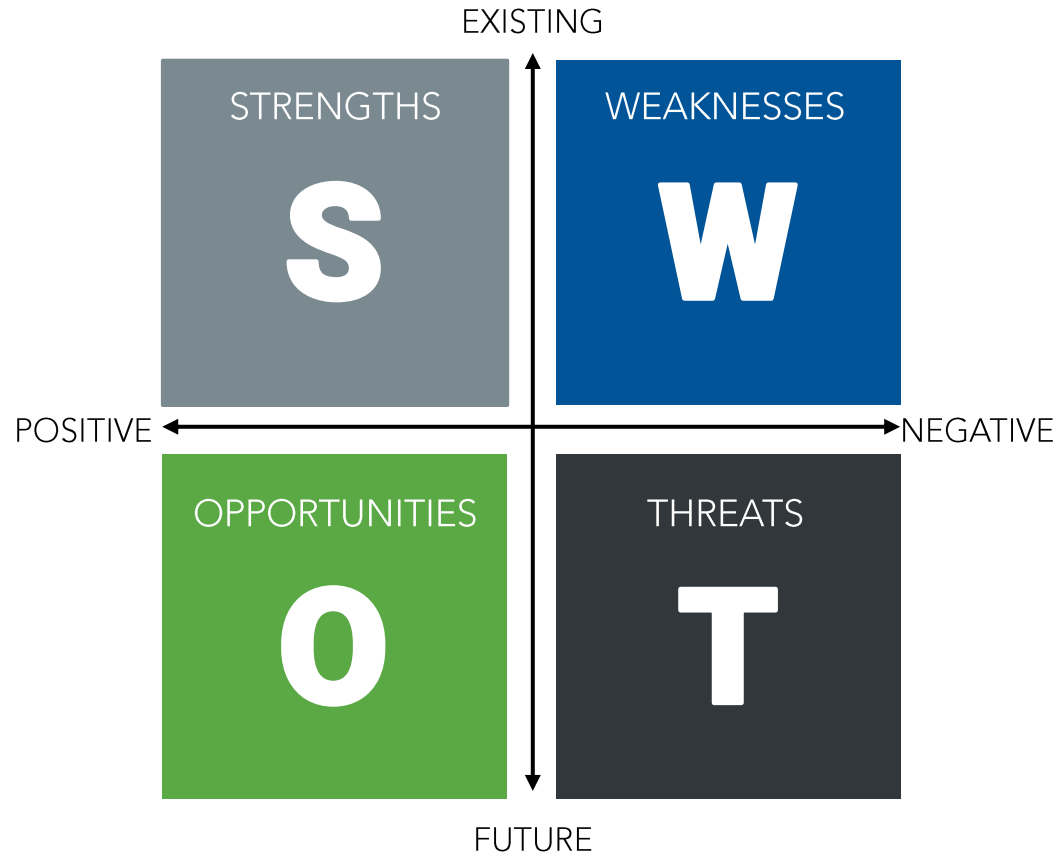 EXISTING
STRENGTHS
S
WEAKNESSES
W
POSITIVE
NEGATIVE
OPPORTUNITIES
O
THREATS
T
FUTURE